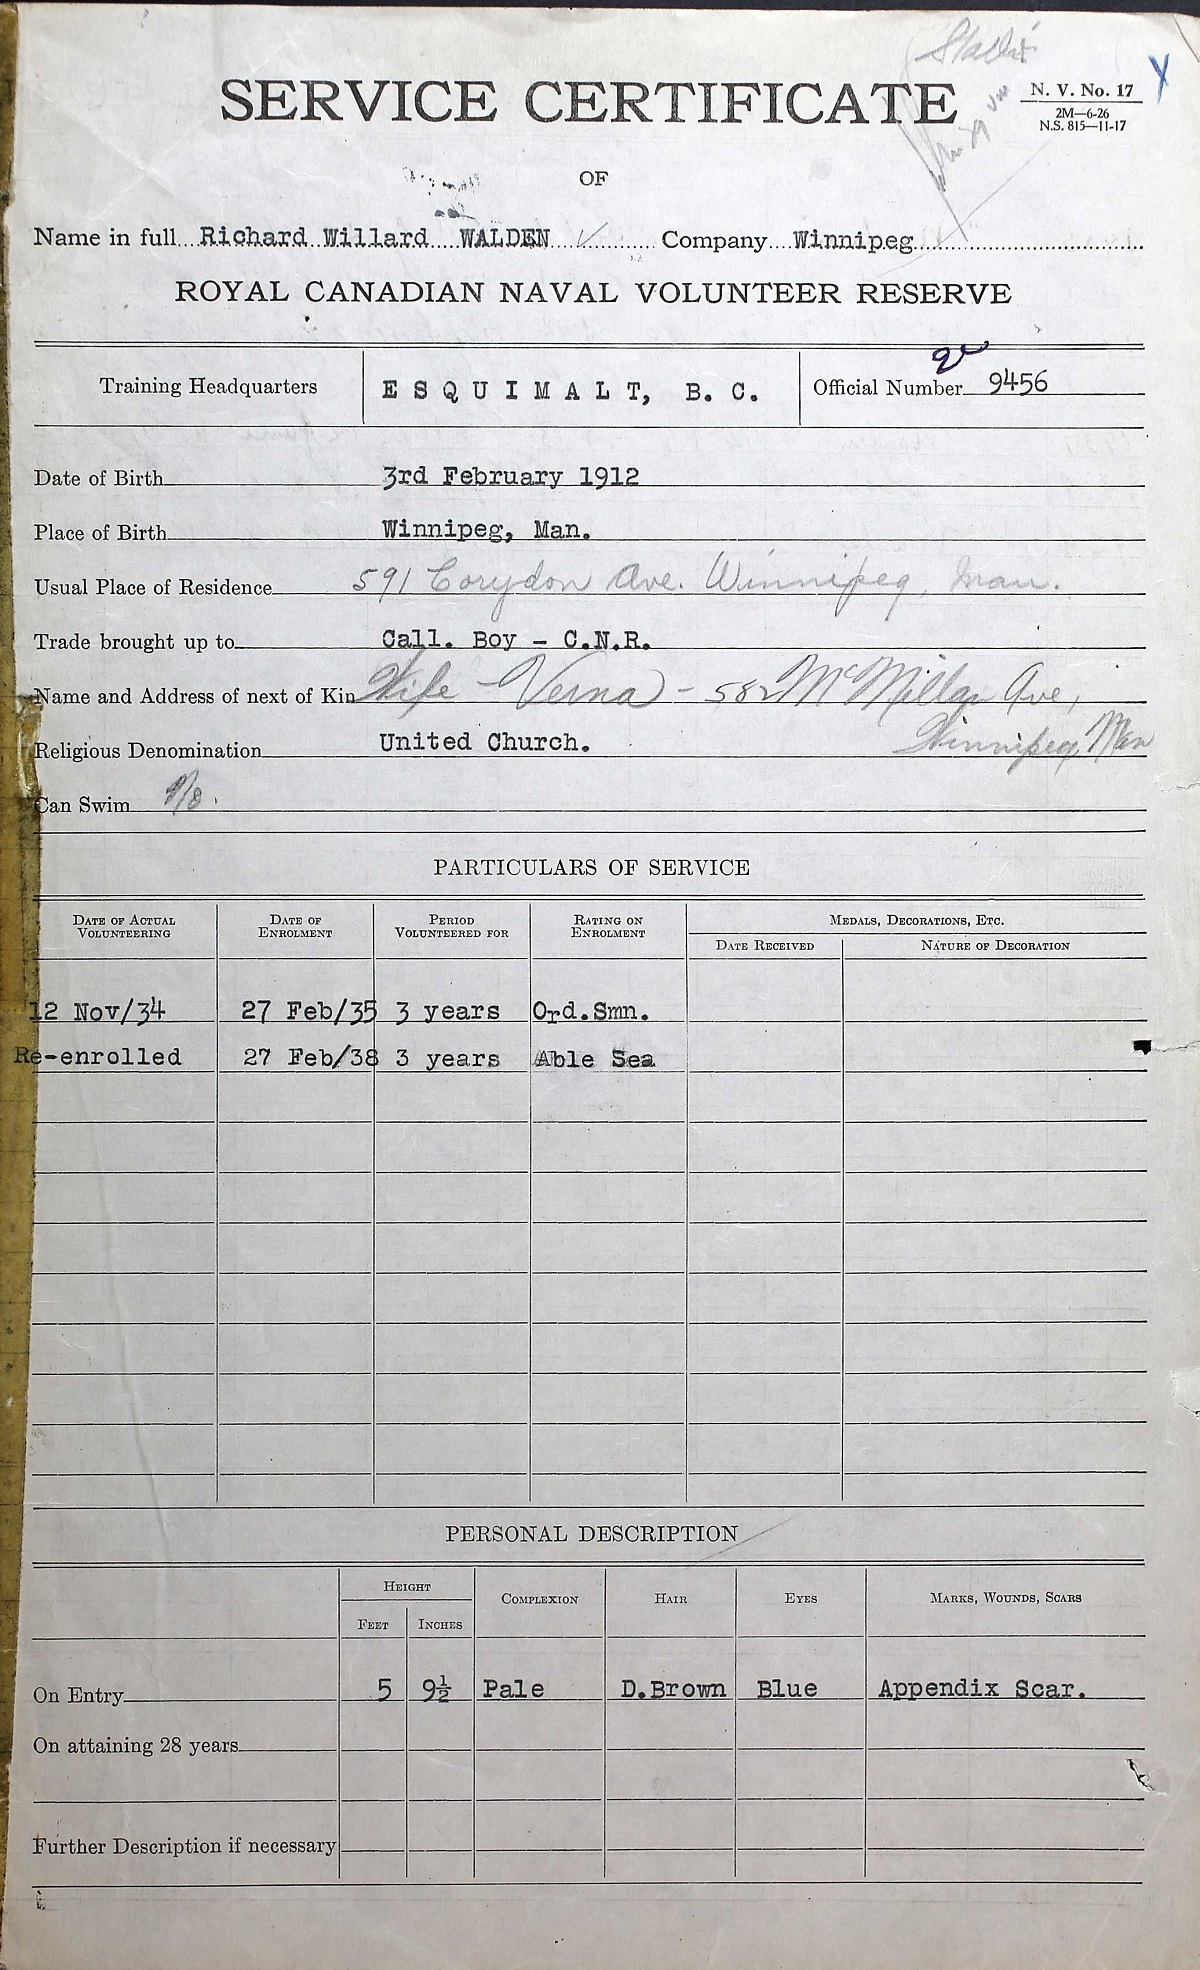 SERVICE CERTIFICATE
N. V. No. 17
2M—6-26
N.S. 815—11-17
OF
Name in full Richard Willard WALDEN Company Winnipeg
ROYAL CANADIAN NAVAL VOLUNTEER RESERVE
Training Headquarters ESQUIMALT, B. C. Official Number 9456
Date of Birth 3rd February 1912
Place of Birth Winnipeg, Man.
Usual Place of Residence 591 Corydon Ave. Winnipeg, Man.
Trade brought up to Call. Boy - C.N.R.
Name and Address of next of Kin Wife - Verna - 582 McMillan Ave,
Winnipeg, Man
Religious Denomination United Church.
Can Swim No.
PARTICULARS OF SERVICE
DATE OF ACTUAL VOLUNTEERING DATE OF ENROLMENT PERIOD VOLUNTEERED FOR RATING ON ENROLMENT MEDALS, DECORATIONS, ETC.
DATE RECEIVED NATURE OF DECORATION
12 Nov/34 27 Feb/35 3 years Ord.Smn.
Re-enrolled 27 Feb/38 3 years Able Sea
PERSONAL DESCRIPTION
HEIGHT COMPLEXION HAIR EYES MARKS, WOUNDS, SCARS
FEET INCHES
On Entry 5 9½ Pale D.Brown Blue Appendix Scar.
On attaining 28 years
Further Description if necessary